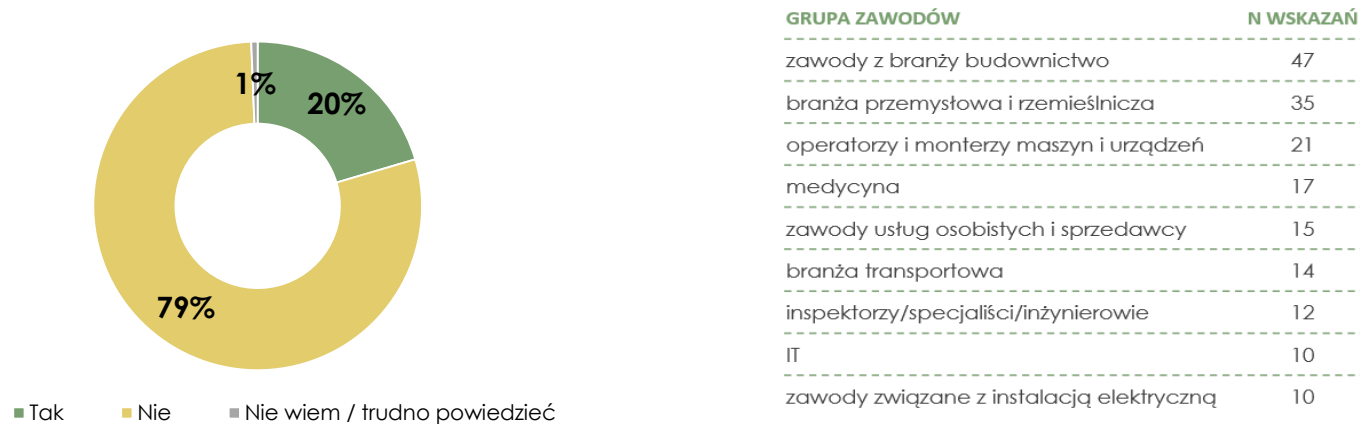 1%
20%
79%
Tak Nie Nie wiem / trudno powiedzieć
GRUPA ZAWODÓW N WSKAZAŃ
zawody z branży budownictwo 47
branża przemysłowa i rzemieślnicza 35
operatorzy i monterzy maszyn i urządzeń 21
medycyna 17
zawody usług osobistych i sprzedawcy 15
branża transportowa 14
inspektorzy/specjaliści/inżynierowie 12
IT 10
zawody związane z instalacją elektryczną 10